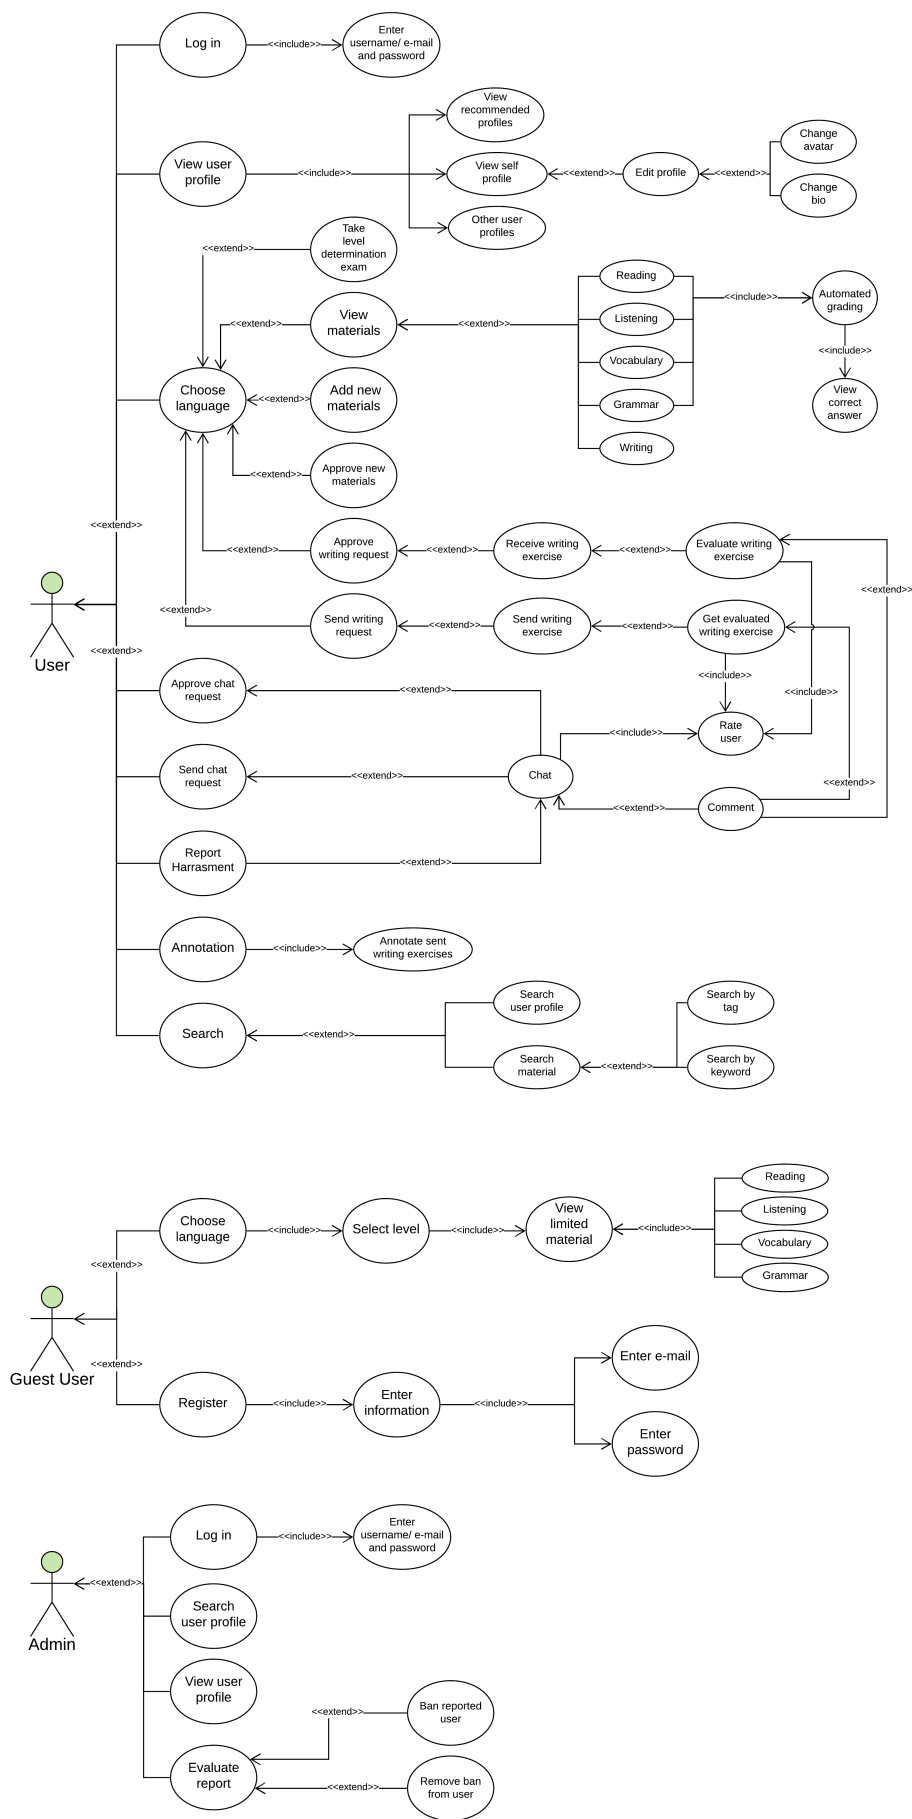 Log in
<<include>>
Enter
username/ e-mail
and password
View user
profile
<<include>>
View
recommended
profiles
View self
profile
<<extend>>
Edit profile
<<extend>>
Change
avatar
Change
bio
Other user
profiles
Take
level
determination
exam
<<extend>>
View
materials
<<extend>>
<<extend>>
Reading
Listening
Vocabulary
Grammar
Writing
<<include>>
Automated
grading
<<include>>
View
correct
answer
Choose
language
<<extend>>
Add new
materials
<<extend>>
Approve new
materials
<<extend>>
<<extend>>
Approve
writing request
<<extend>>
Receive writing
exercise
<<extend>>
Evaluate writing
exercise
<<extend>>
User
<<extend>>
Send writing
request
<<extend>>
Send writing
exercise
<<extend>>
Get evaluated
writing exercise
<<extend>>
<<include>>
<<include>>
Approve chat
request
<<extend>>
Rate
user
<<include>>
Send chat
request
<<extend>>
Chat
<<extend>>
<<extend>>
Comment
Report
Harrasment
<<extend>>
Annotation
<<include>>
Annotate sent
writing exercises
Search
<<extend>>
Search
user profile
Search
material
<<extend>>
Search by
tag
Search by
keyword
Guest User
<<extend>>
<<extend>>
Choose
language
<<include>>
Select level
<<include>>
View
limited
material
<<include>>
Reading
Listening
Vocabulary
Grammar
Register
<<include>>
Enter
information
<<include>>
Enter e-mail
Enter
password
Admin
<<extend>>
Log in
<<include>>
Enter
username/ e-mail
and password
Search
user profile
View user
profile
Evaluate
report
<<extend>>
Ban reported
user
<<extend>>
Remove ban
from user